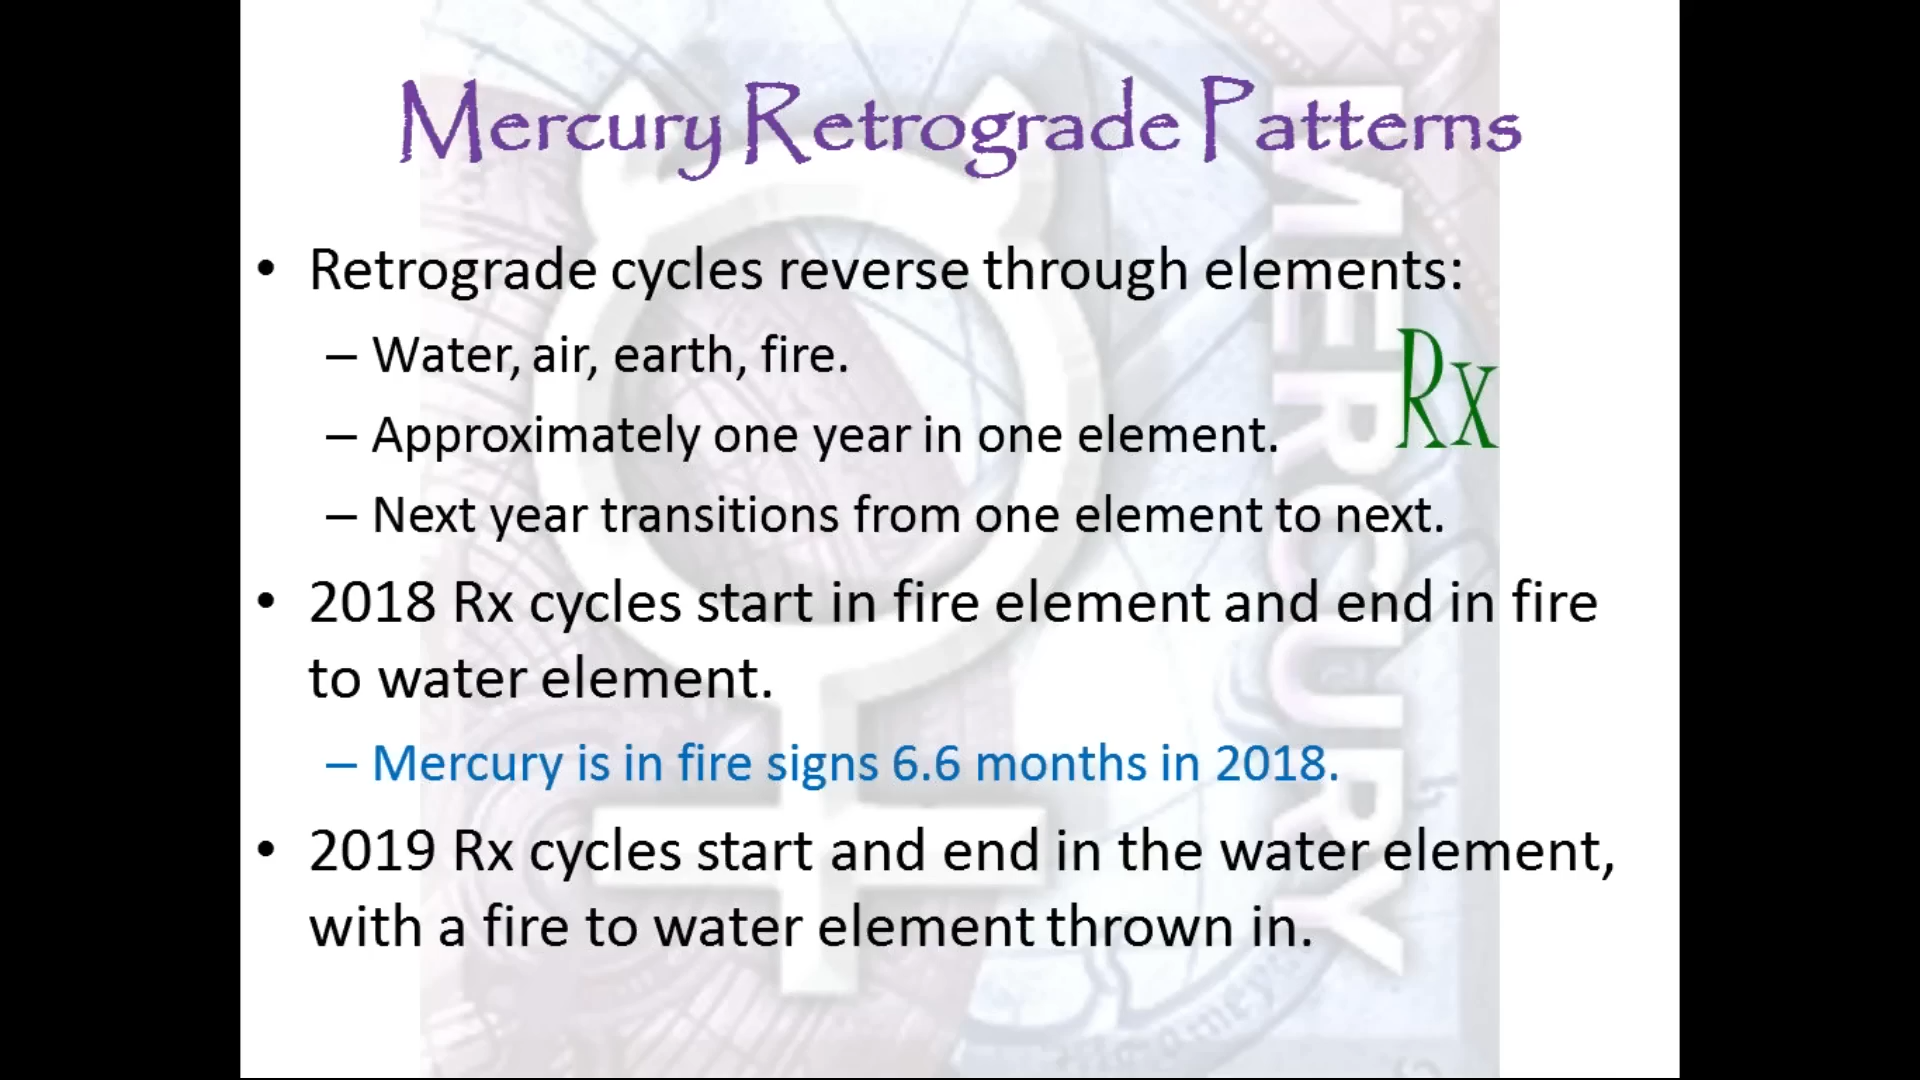 Mercury Retrograde Patterns
• Retrograde cycles reverse through elements:
– Water, air, earth, fire.
– Approximately one year in one element.
Rx
– Next year transitions from one element to next.
• 2018 Rx cycles start in fire element and end in fire
to water element.
– Mercury is in fire signs 6.6 months in 2018.
• 2019 Rx cycles start and end in the water element,
with a fire to water element thrown in.
MERCURY